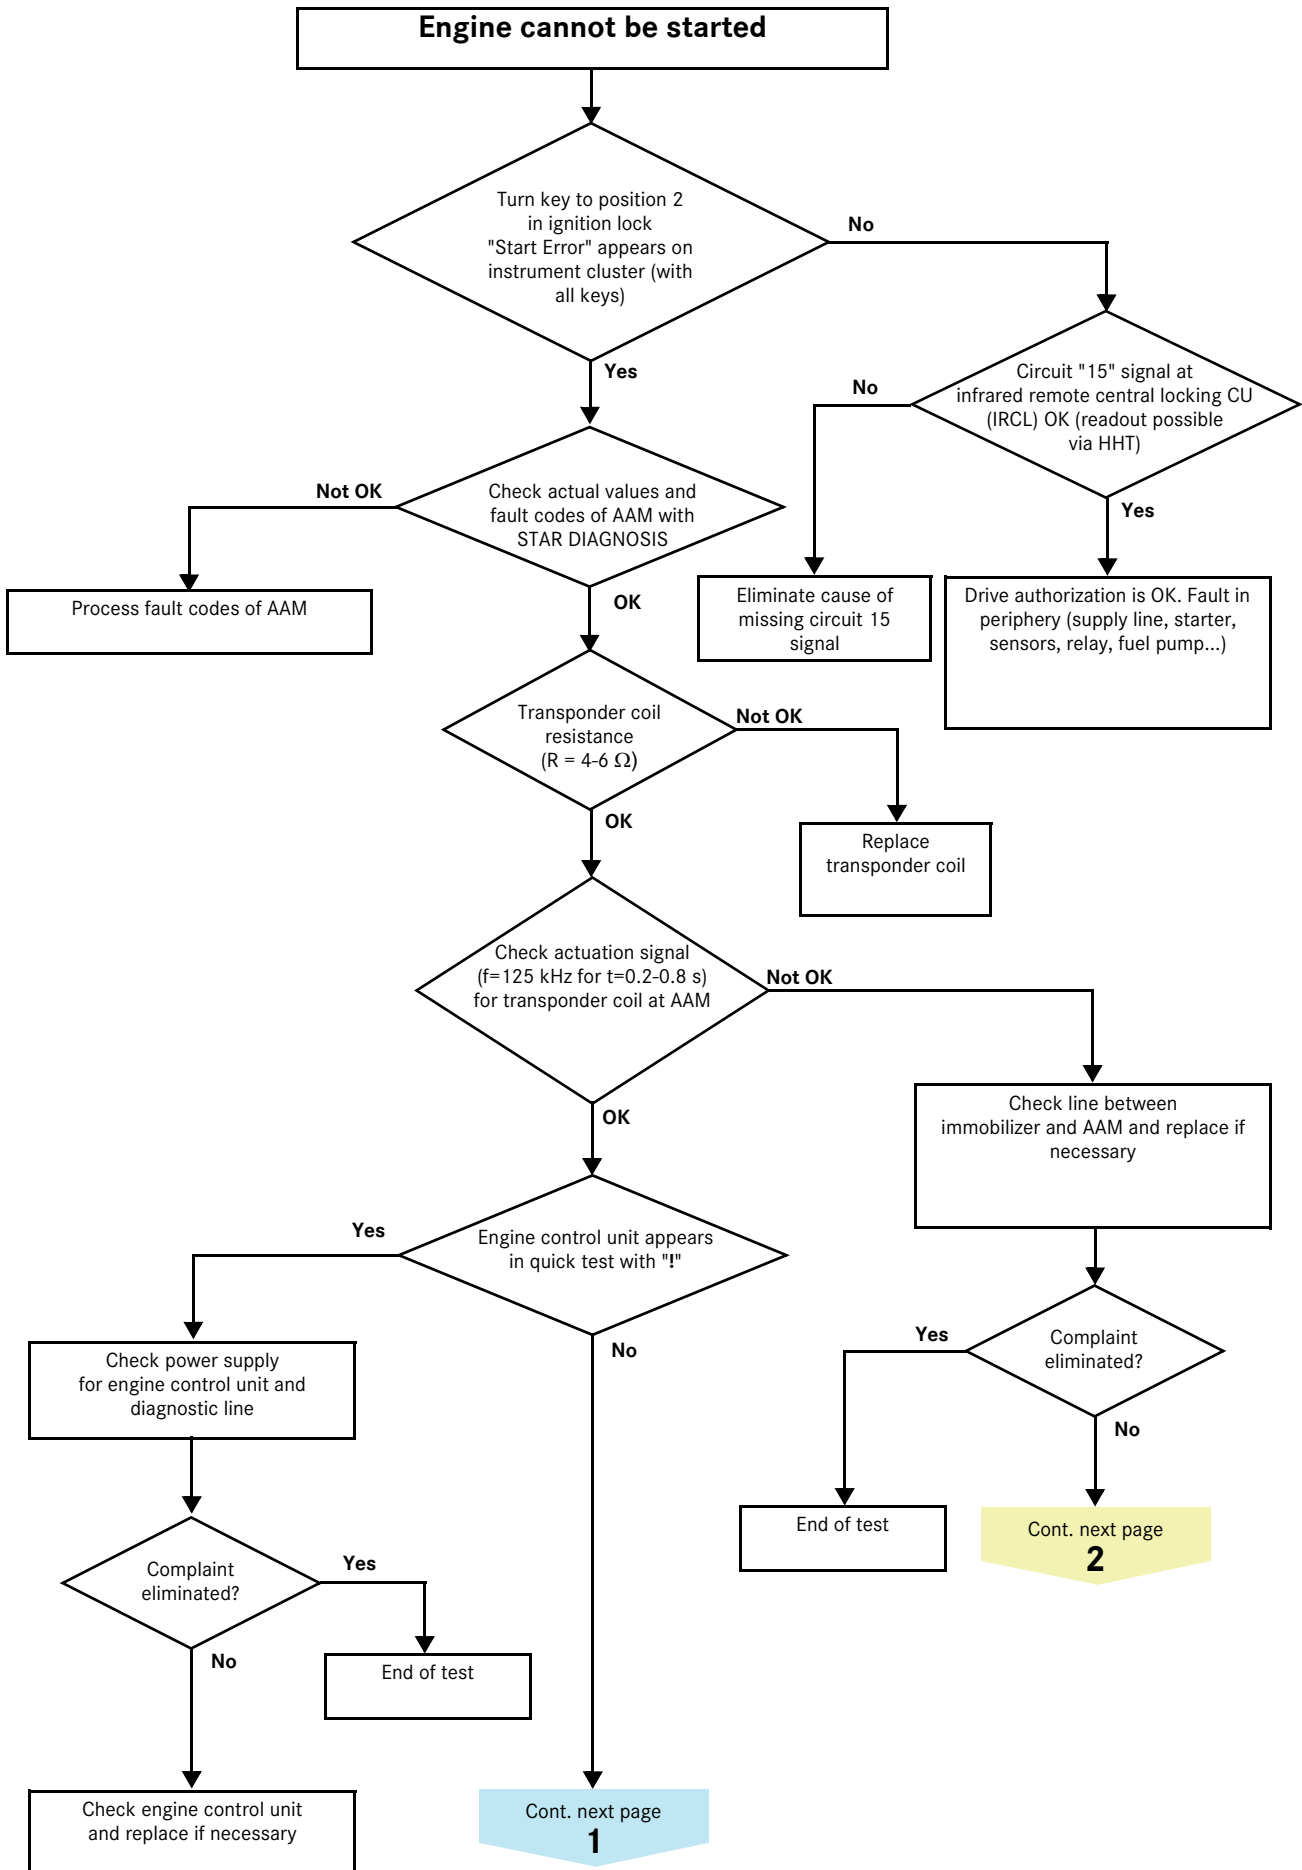 Engine cannot be started
Turn key to position 2
in ignition lock
"Start Error" appears on
instrument cluster (with
all keys)
No
Yes
Circuit "15" signal at
infrared remote central locking CU
(IRCL) OK (readout possible
via HHT)
No
Yes
Check actual values and
fault codes of AAM with
STAR DIAGNOSIS
Not OK
OK
Process fault codes of AAM
Eliminate cause of
missing circuit 15
signal
Drive authorization is OK. Fault in
periphery (supply line, starter,
sensors, relay, fuel pump...)
Transponder coil
resistance
(R = 4-6 Ω)
Not OK
OK
Replace
transponder coil
Check actuation signal
(f=125 kHz for t=0.2-0.8 s)
for transponder coil at AAM
Not OK
OK
Check line between
immobilizer and AAM and replace if
necessary
Engine control unit appears
in quick test with "!"
Yes
No
Complaint
eliminated?
Yes
No
Check power supply
for engine control unit and
diagnostic line
End of test
Cont. next page
2
Complaint
eliminated?
Yes
No
End of test
Check engine control unit
and replace if necessary
Cont. next page
1